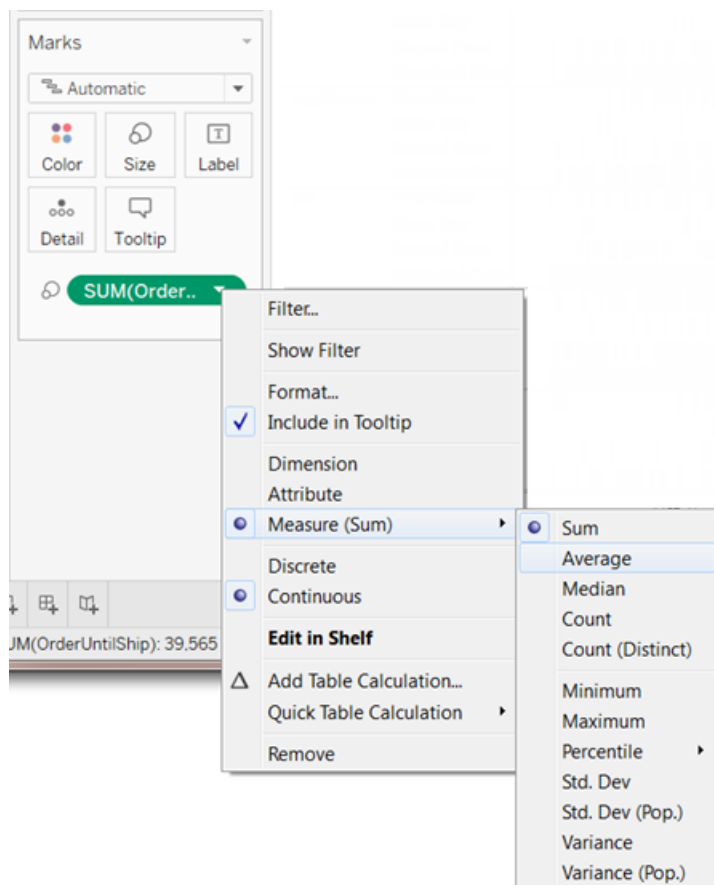 Marks
Automatic
Color Size Label
T
Detail Tooltip
SUM(Order..
Filter...
Show Filter
Format...
Include in Tooltip
Dimension
Attribute
Measure (Sum)
Discrete
Continuous
Edit in Shelf
Add Table Calculation...
Quick Table Calculation
Remove
Sum
Average
Median
Count
Count (Distinct)
Minimum
Maximum
Percentile
Std. Dev
Std. Dev (Pop.)
Variance
Variance (Pop.)
UM(OrderUntilShip): 39,565